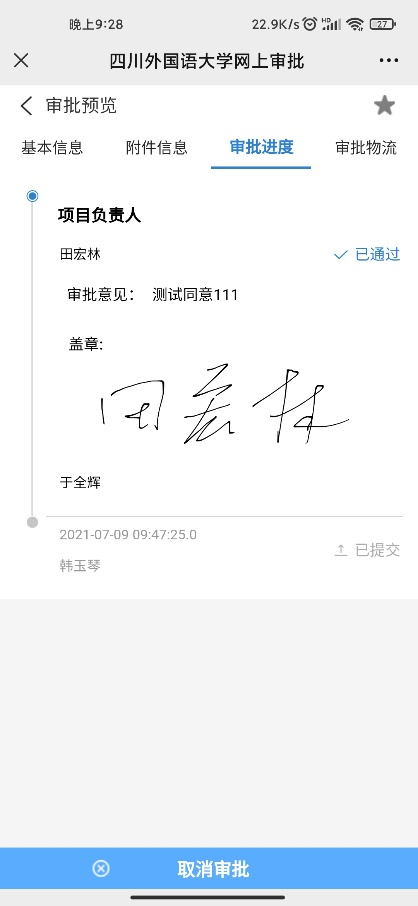 晚上9:28 22.9K/s HD 27
四川外国语大学网上审批
审批预览
基本信息 附件信息 审批进度 审批物流
项目负责人
田宏林 已通过
审批意见： 测试同意111
盖章:
田宏林
于全辉
2021-07-09 09:47:25.0
已提交
韩玉琴
取消审批